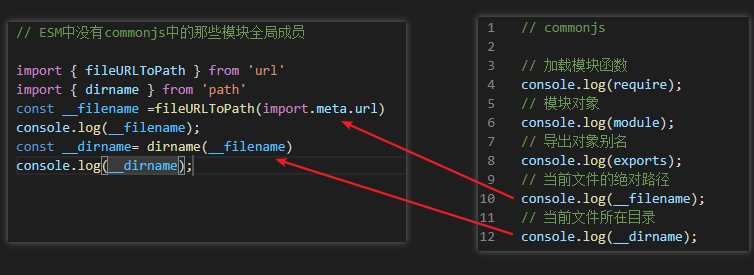 // ESM中没有commonjs中的那些模块全局成员
import { fileURLToPath } from 'url'
import { dirname } from 'path'
const __filename =fileURLToPath(import.meta.url)
console.log(__filename);
const __dirname= dirname(__filename)
console.log(__dirname);
1 // commonjs
2
3 // 加载模块函数
4 console.log(require);
5 // 模块对象
6 console.log(module);
7 // 导出对象别名
8 console.log(exports);
9 // 当前文件的绝对路径
10 console.log(__filename);
11 // 当前文件所在目录
12 console.log(__dirname);